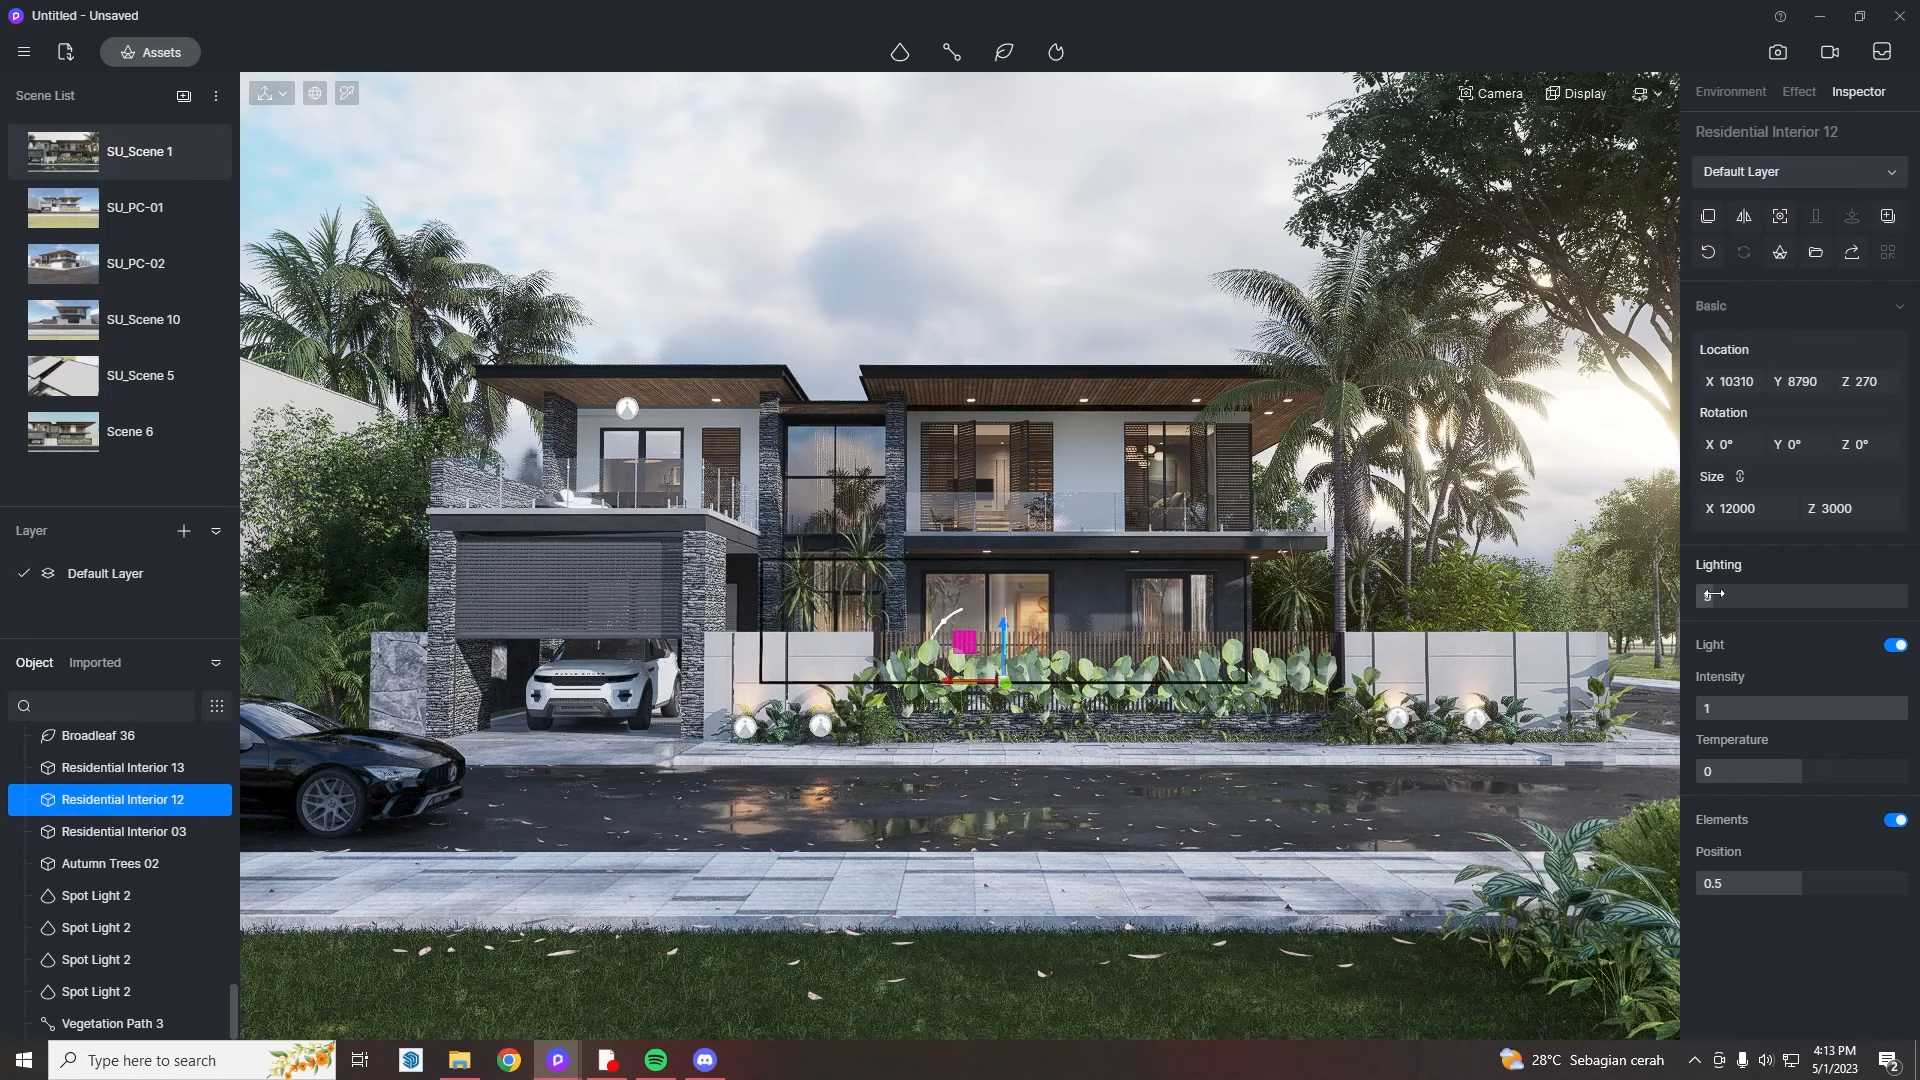 Untitled - Unsaved
Assets
Scene List
SU_Scene 1
SU_PC-01
SU_PC-02
SU_Scene 10
SU_Scene 5
Scene 6
Layer
Default Layer
Object Imported
Broadleaf 36
Residential Interior 13
Residential Interior 12
Residential Interior 03
Autumn Trees 02
Spot Light 2
Spot Light 2
Spot Light 2
Spot Light 2
Vegetation Path 3
Camera Display
Environment Effect Inspector
Residential Interior 12
Default Layer
Basic
Location
X 10310 Y 8790 Z 270
Rotation
X 0° Y 0° Z 0°
Size
X 12000 Z 3000
Lighting
Light
Intensity
1
Temperature
0
Elements
Position
0.5
Type here to search
28°C Sebagian cerah
4:13 PM
5/1/2023
2